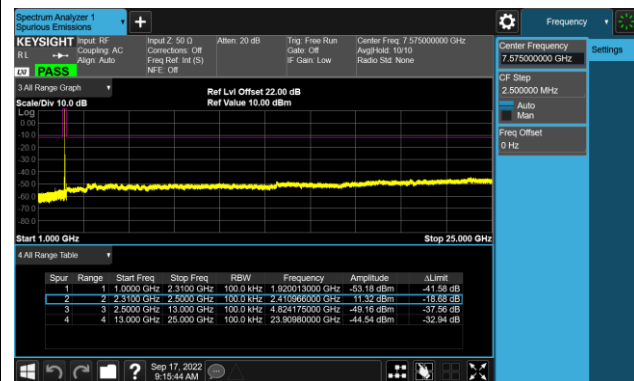 Spectrum Analyzer 1
Spurious Emissions
Frequency
KEYSIGHT
RL
LXI
PASS
Input: RF
Coupling: AC
Align: Auto
Input Z: 50 Ω
Corrections: Off
Freq Ref: Int (S)
NFE: Off
Atten: 20 dB
Trig: Free Run
Gate: Off
IF Gain: Low
Center Freq: 7.575000000 GHz
Avg|Hold: 10/10
Radio Std: None
3 All Range Graph
Scale/Div 10.0 dB
Ref Lvl Offset 22.00 dB
Ref Value 10.00 dBm
Log
0.00
-10.0
-20.0
-30.0
-40.0
-50.0
-60.0
-70.0
-80.0
Start 1.000 GHz
Stop 25.000 GHz
4 All Range Table
Spur Range Start Freq Stop Freq RBW Frequency Amplitude ΔLimit
1 1 1.0000 GHz 2.3100 GHz 100.0 kHz 1.920013000 GHz -53.18 dBm -41.58 dB
2 2 2.3100 GHz 2.5000 GHz 100.0 kHz 2.410966000 GHz 11.32 dBm -18.68 dB
3 3 2.5000 GHz 13.000 GHz 100.0 kHz 4.824175000 GHz -49.16 dBm -37.56 dB
4 4 13.000 GHz 25.000 GHz 100.0 kHz 23.90980000 GHz -44.54 dBm -32.94 dB
Center Frequency
7.575000000 GHz
Settings
CF Step
2.500000 MHz
Auto
Man
Freq Offset
0 Hz
?
Sep 17, 2022
9:15:44 AM